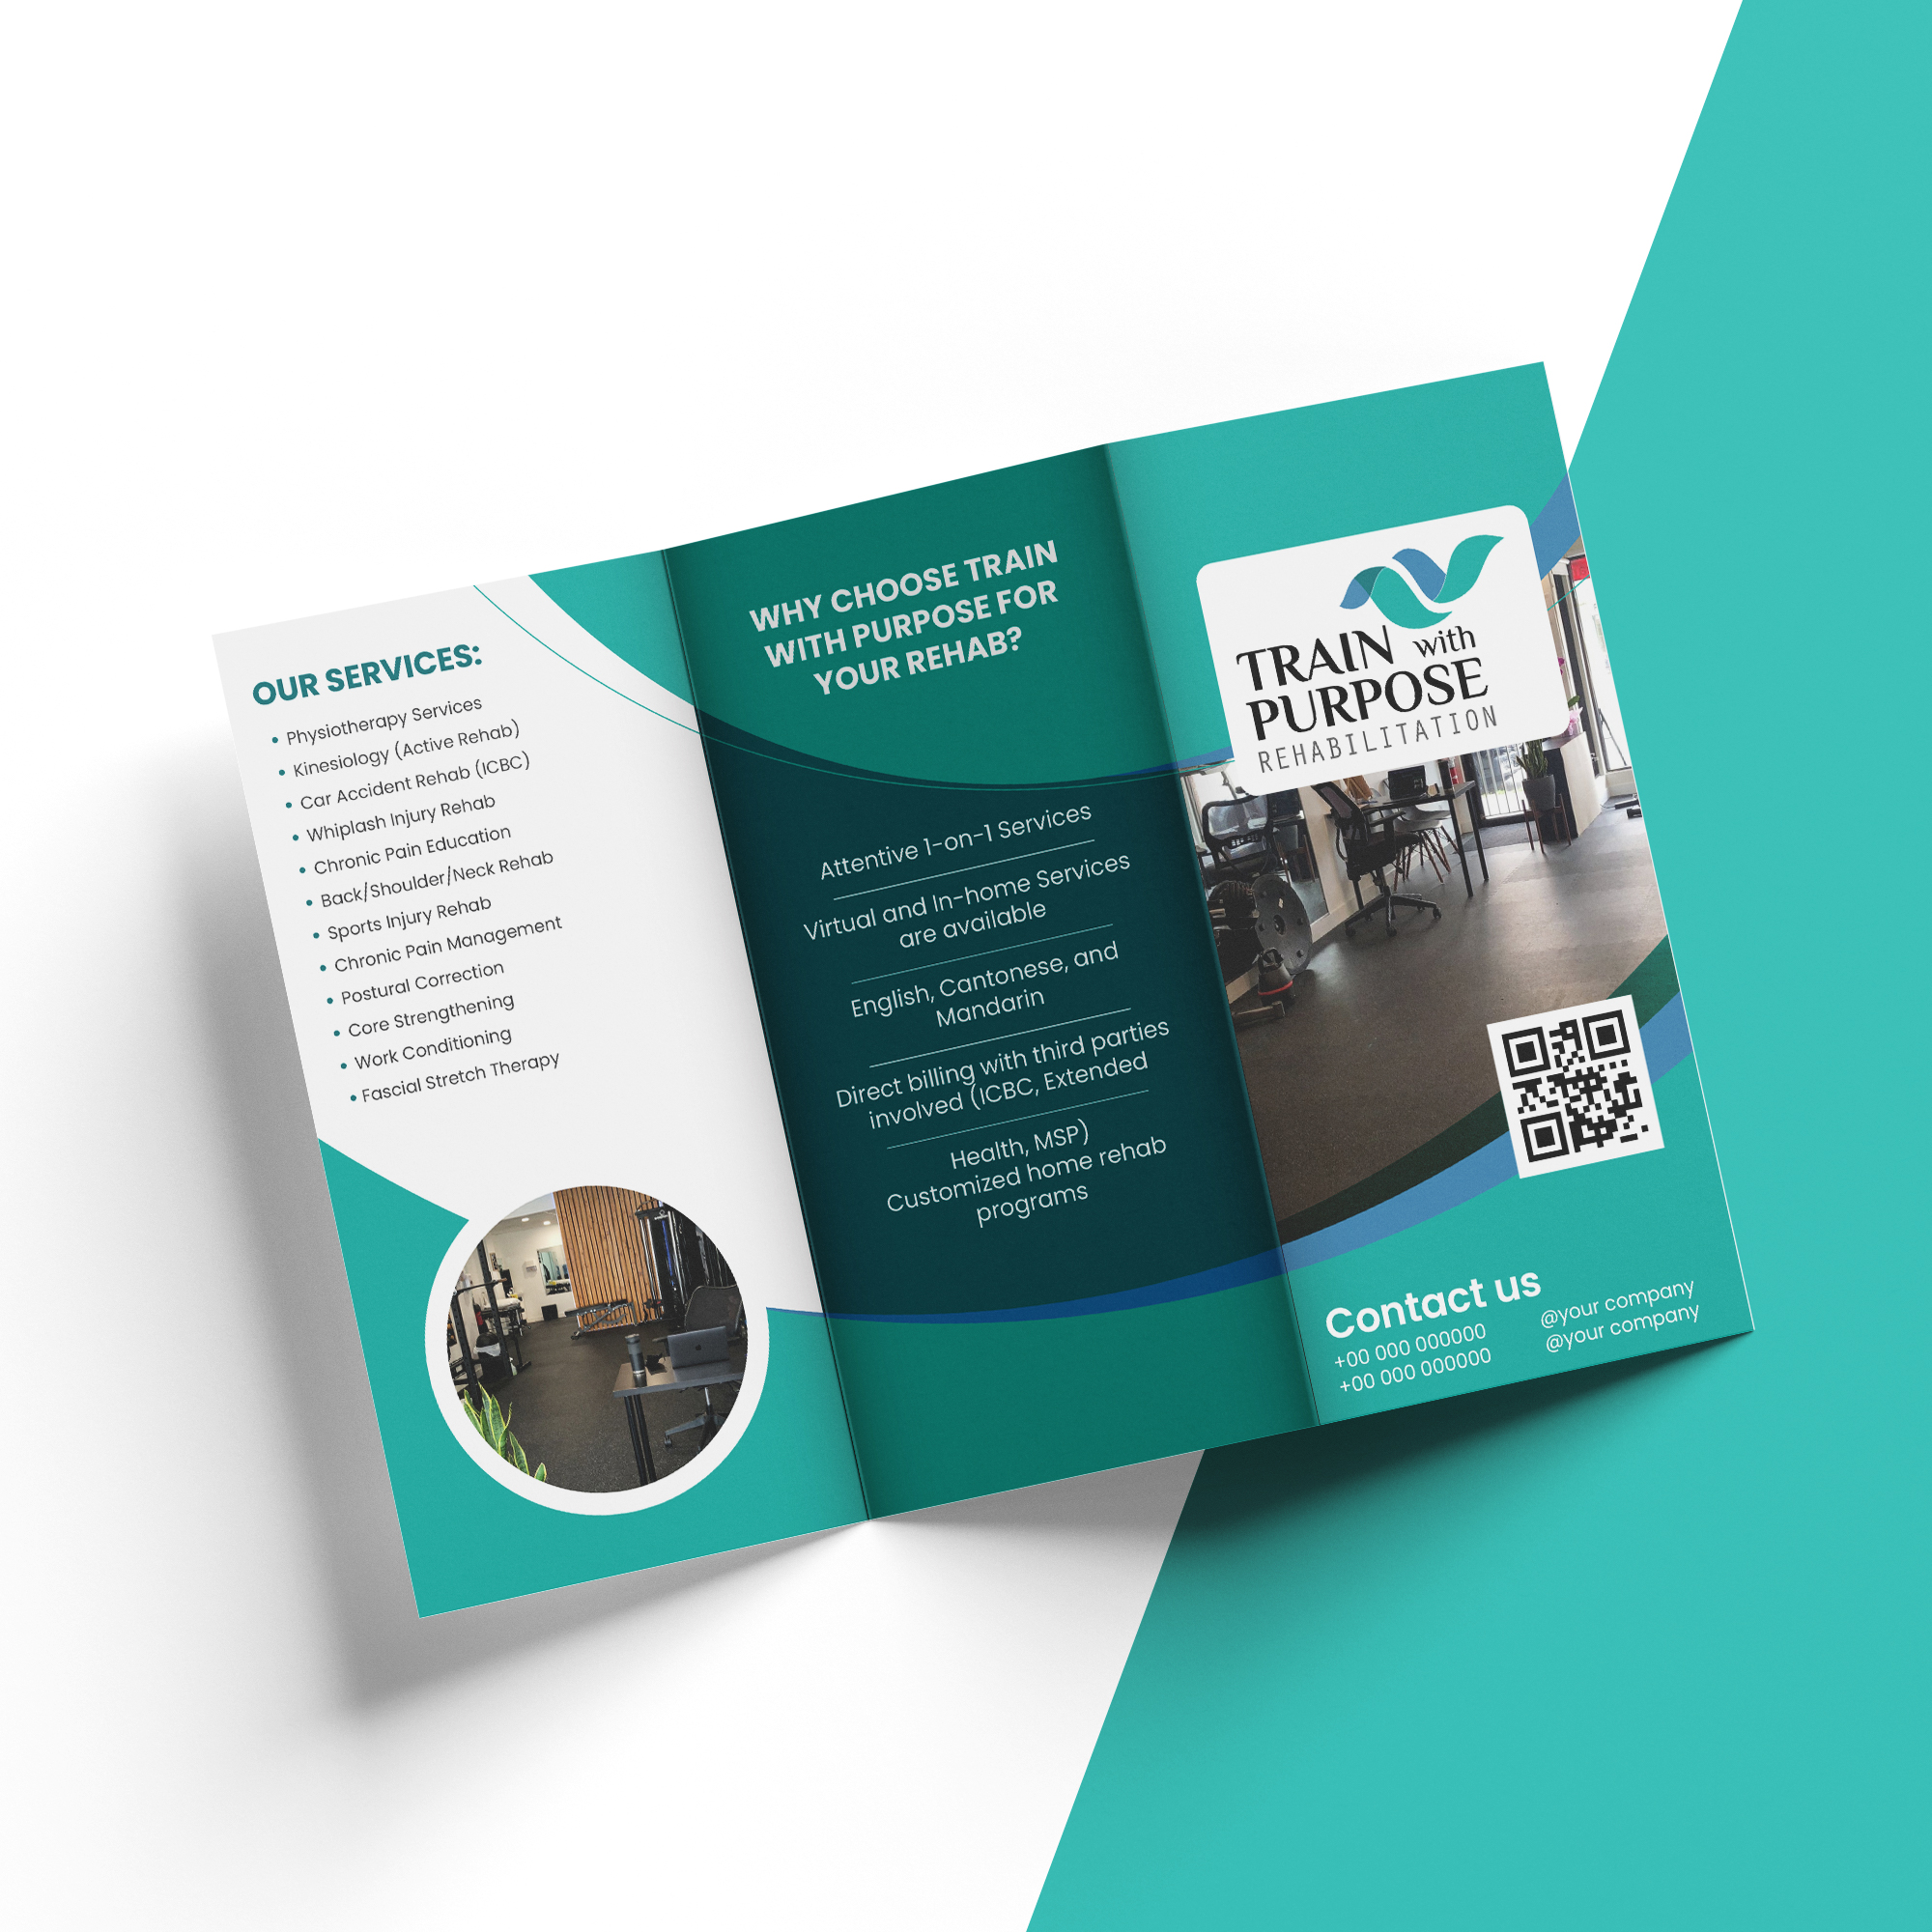 OUR SERVICES:
• Physiotherapy Services
• Kinesiology (Active Rehab)
• Car Accident Rehab (ICBC)
• Whiplash Injury Rehab
• Chronic Pain Education
• Back/Shoulder/Neck Rehab
• Sports Injury Rehab
• Chronic Pain Management
• Postural Correction
• Core Strengthening
• Work Conditioning
• Fascial Stretch Therapy
WHY CHOOSE TRAIN
WITH PURPOSE FOR
YOUR REHAB?
Attentive 1-on-1 Services
Virtual and In-home Services
are available
English, Cantonese, and
Mandarin
Direct billing with third parties
involved (ICBC, Extended
Health, MSP)
Customized home rehab
programs
TRAIN with
PURPOSE
REHABILITATION
Contact us
+00 000 000000
+00 000 000000
@your company
@your company